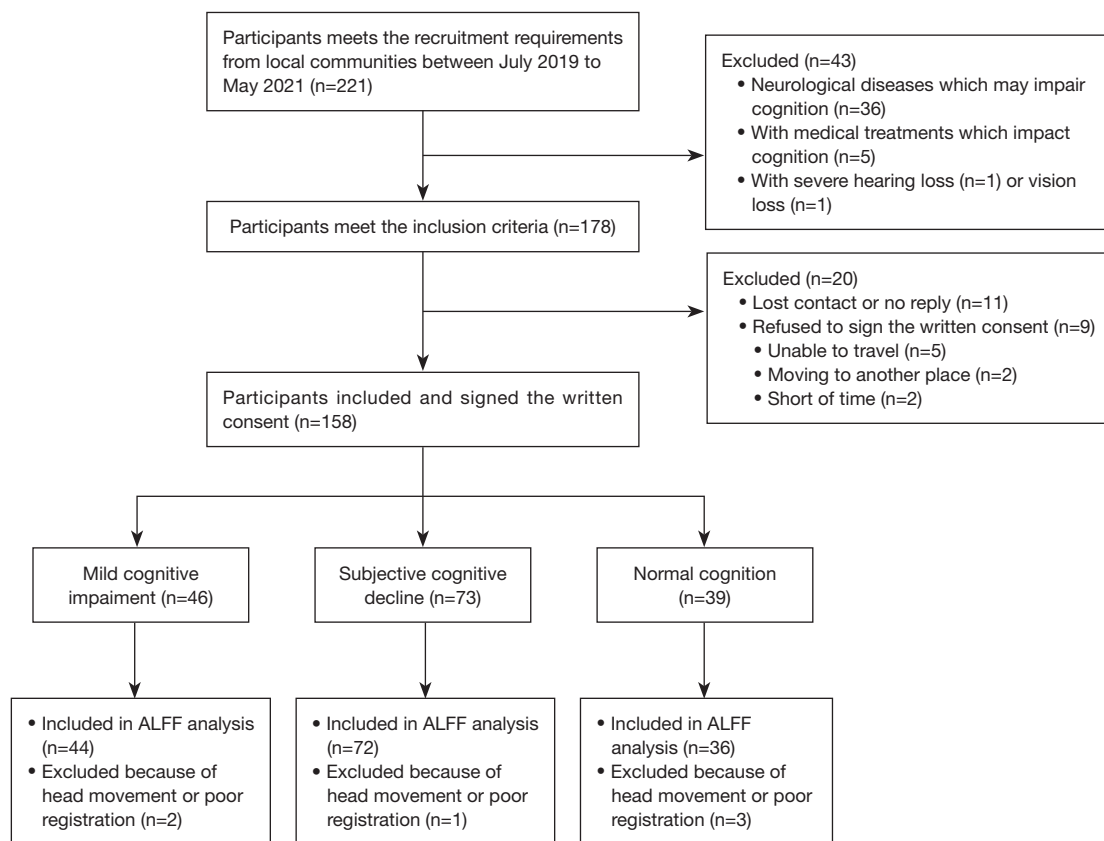 Participants meets the recruitment requirements
from local communities between July 2019 to
May 2021 (n=221)
Excluded (n=43)
• Neurological diseases which may impair
cognition (n=36)
• With medical treatments which impact
cognition (n=5)
• With severe hearing loss (n=1) or vision
loss (n=1)
Participants meet the inclusion criteria (n=178)
Excluded (n=20)
• Lost contact or no reply (n=11)
• Refused to sign the written consent (n=9)
• Unable to travel (n=5)
• Moving to another place (n=2)
• Short of time (n=2)
Participants included and signed the written
consent (n=158)
Mild cognitive
impaiment (n=46)
Subjective cognitive
decline (n=73)
Normal cognition
(n=39)
• Included in ALFF analysis
(n=44)
• Excluded because of
head movement or poor
registration (n=2)
• Included in ALFF analysis
(n=72)
• Excluded because of
head movement or poor
registration (n=1)
• Included in ALFF
analysis (n=36)
• Excluded because of
head movement or poor
registration (n=3)